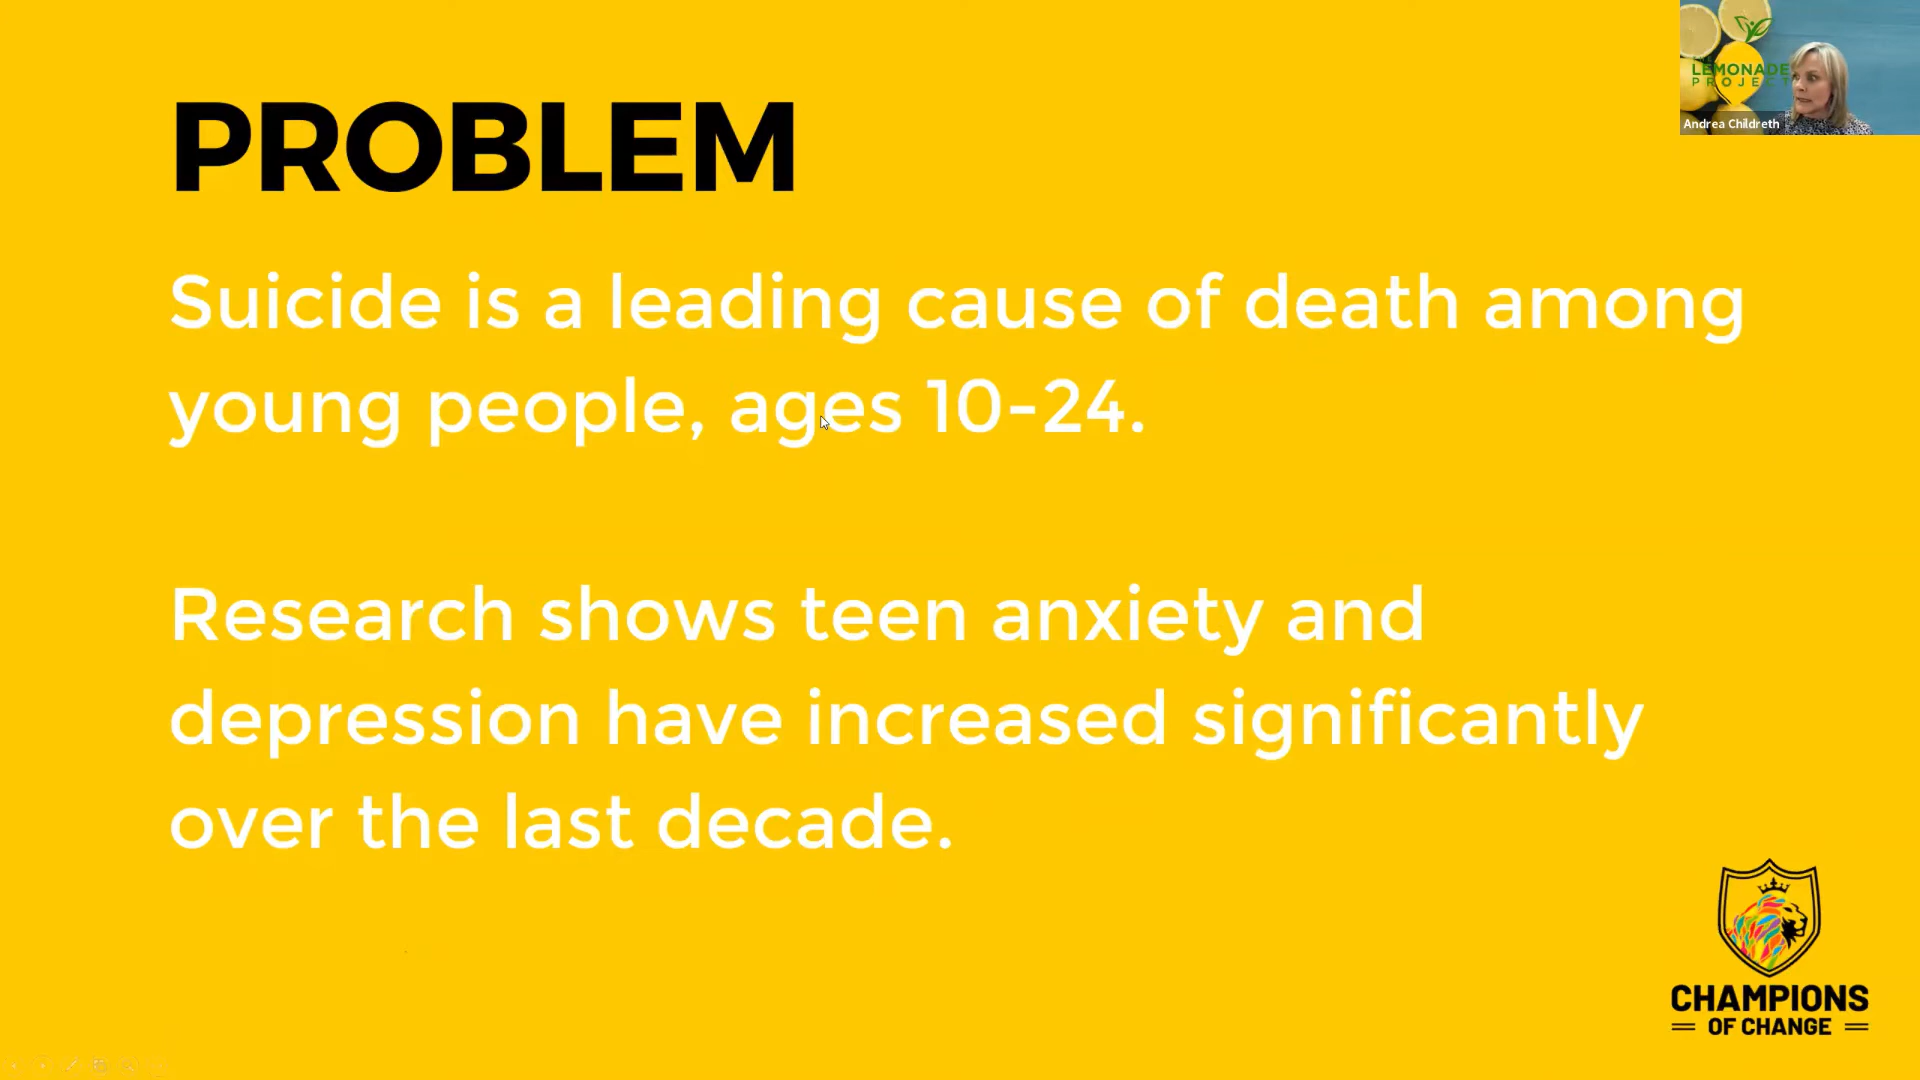 PROBLEM
Suicide is a leading cause of death among
young people, ages 10-24.
Research shows teen anxiety and
depression have increased significantly
over the last decade.
LEMONADE
PROJECT
Andrea Childreth
CHAMPIONS
OF CHANGE